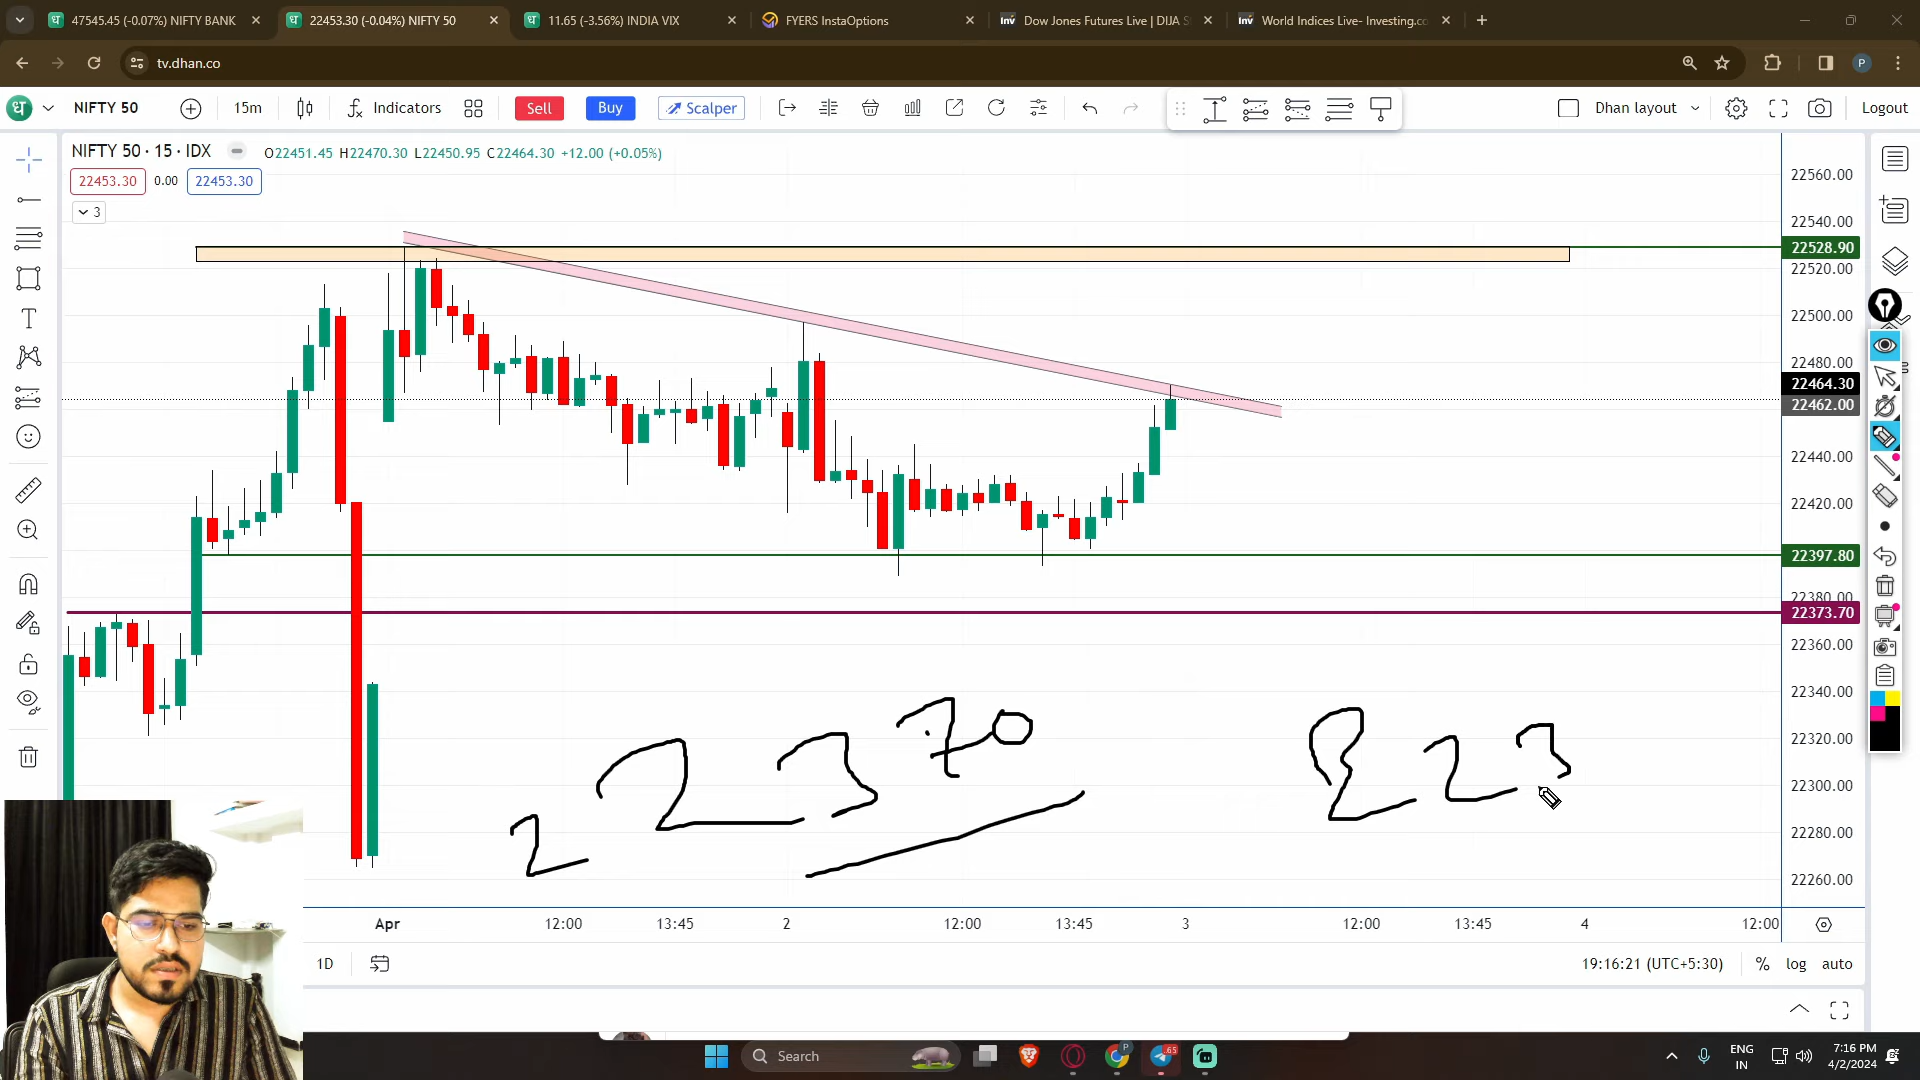 47545.45 (-0.07%) NIFTY BANK
22453.30 (-0.04%) NIFTY 50
11.65 (-3.56%) INDIA VIX
FYERS InstaOptions
Dow Jones Futures Live | DIJA S
World Indices Live- Investing.co
tv.dhan.co
P
NIFTY 50
15m
Indicators
Sell
Buy
Scalper
Dhan layout
Logout
NIFTY 50 · 15 · IDX
O22451.45 H22470.30 L22450.95 C22464.30 +12.00 (+0.05%)
22453.30
0.00
22453.30
3
22560.00
22540.00
22528.90
22520.00
22500.00
22480.00
22464.30
22462.00
22440.00
22420.00
22397.80
22380.00
22373.70
22360.00
22340.00
22320.00
22300.00
22280.00
22260.00
22370
223
Apr
12:00
13:45
2
12:00
13:45
3
12:00
13:45
4
12:00
1D
19:16:21 (UTC+5:30)
%
log
auto
Search
P
65
ENG
IN
7:16 PM
4/2/2024